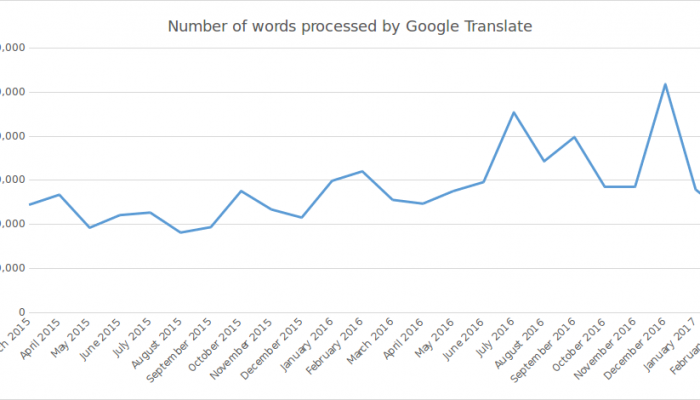 Number of words processed by Google Translate
,000
,000
,000
,000
,000
,000
0
ch 2015
April 2015
May 2015
June 2015
July 2015
August 2015
September 2015
October 2015
November 2015
December 2015
January 2016
February 2016
March 2016
April 2016
May 2016
June 2016
July 2016
August 2016
September 2016
October 2016
November 2016
December 2016
January 2017
Februar